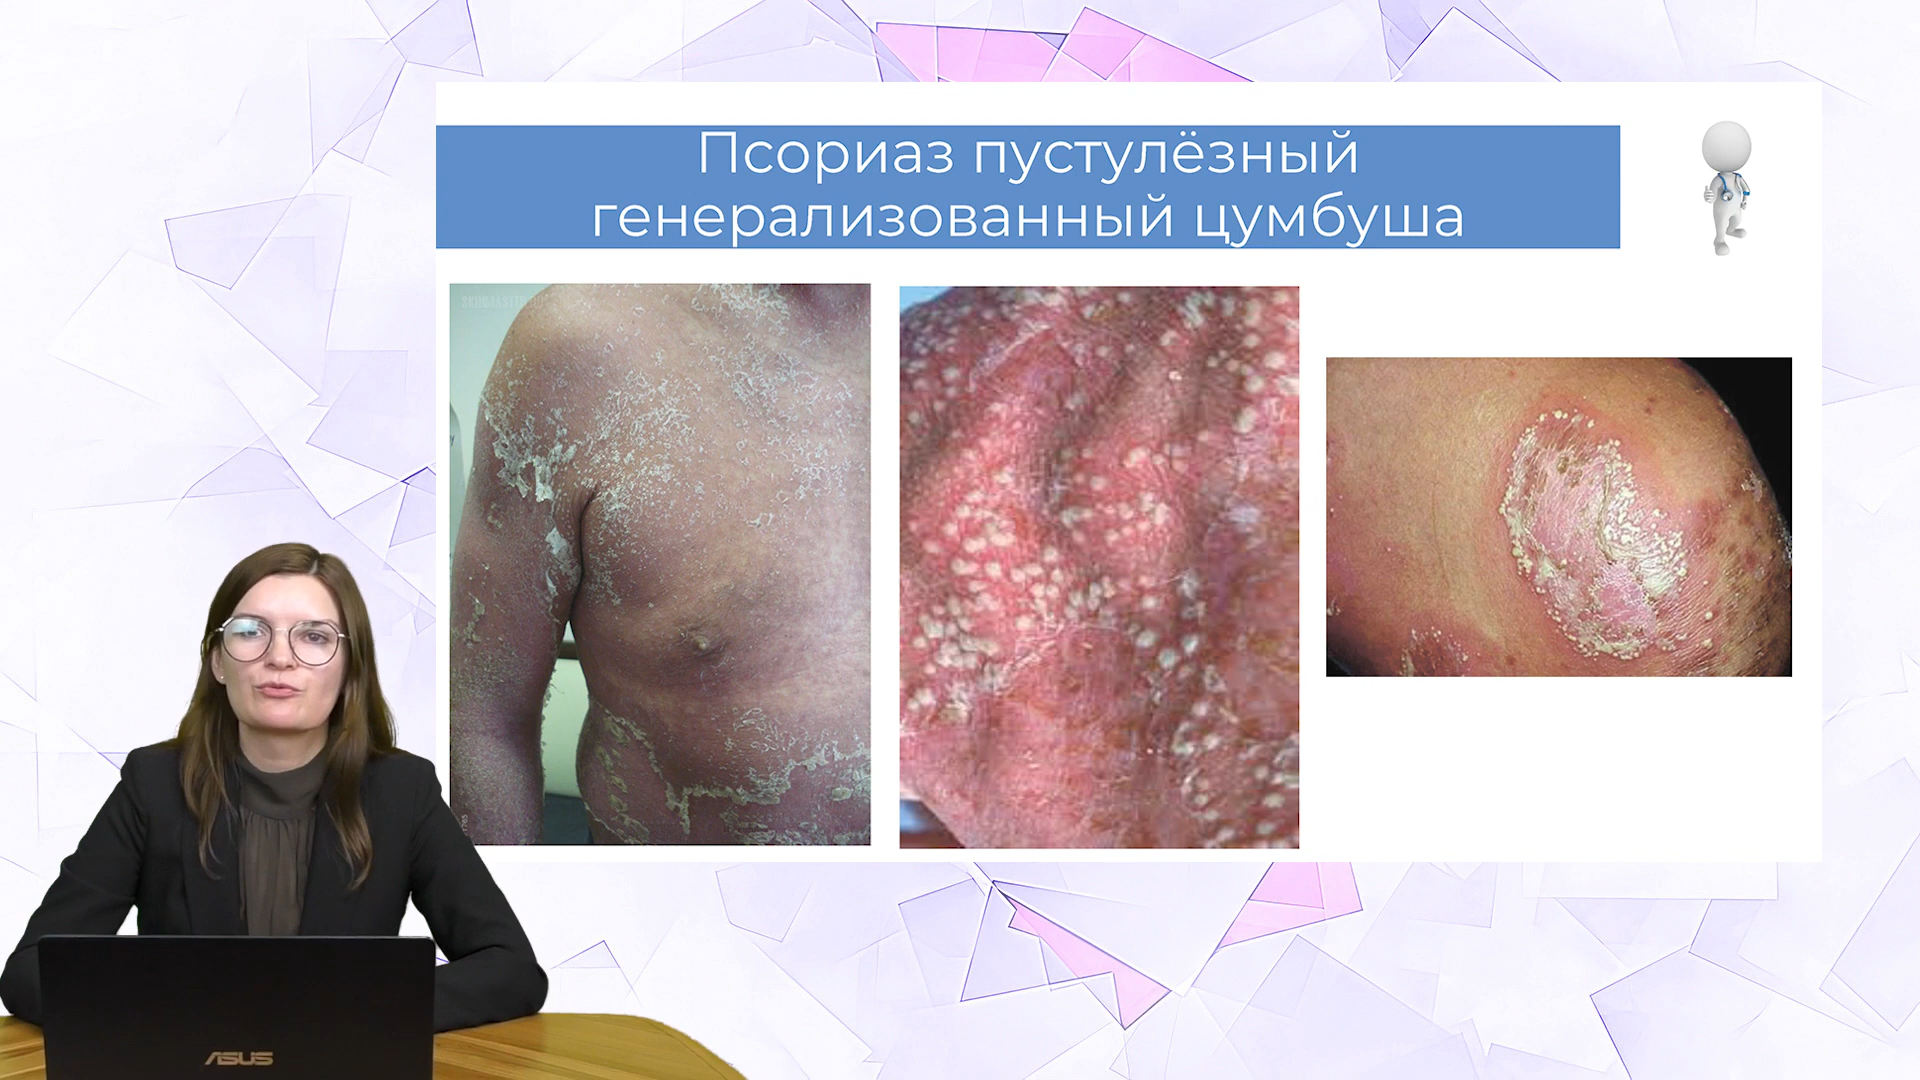 Псориаз пустулёзный
генерализованный цумбуша
ASUS